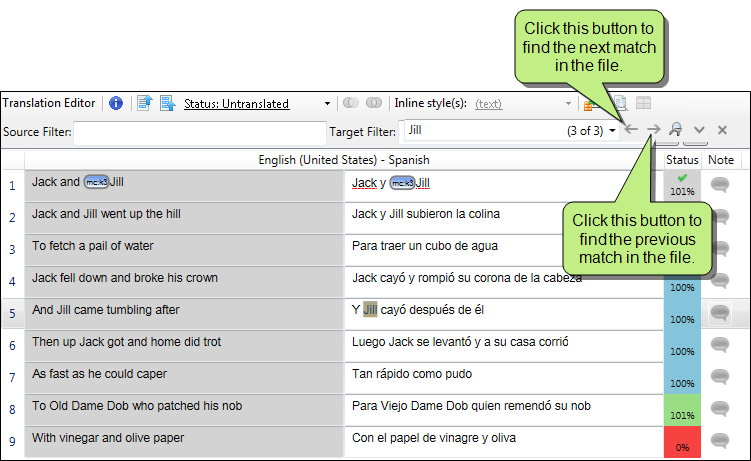 Click this button to
find the next match
in the file.
Translation Editor Status: Untranslated Inline style(s): (text)
Source Filter: Target Filter: Jill (3 of 3)
English (United States) - Spanish Status Note
1 Jack and mc:k3 Jill Jack y mc:k3 Jill 101%
2 Jack and Jill went up the hill Jack y Jill subieron la colina
Click this button to
find the previous
match in the file.
3 To fetch a pail of water Para traer un cubo de agua
4 Jack fell down and broke his crown Jack cayó y rompió su corona de la cabeza 100%
5 And Jill came tumbling after Y Jill cayó después de él 100%
6 Then up Jack got and home did trot Luego Jack se levantó y a su casa corrió 100%
7 As fast as he could caper Tan rápido como pudo 100%
8 To Old Dame Dob who patched his nob Para Viejo Dame Dob quien remendó su nob 101%
9 With vinegar and olive paper Con el papel de vinagre y oliva 0%